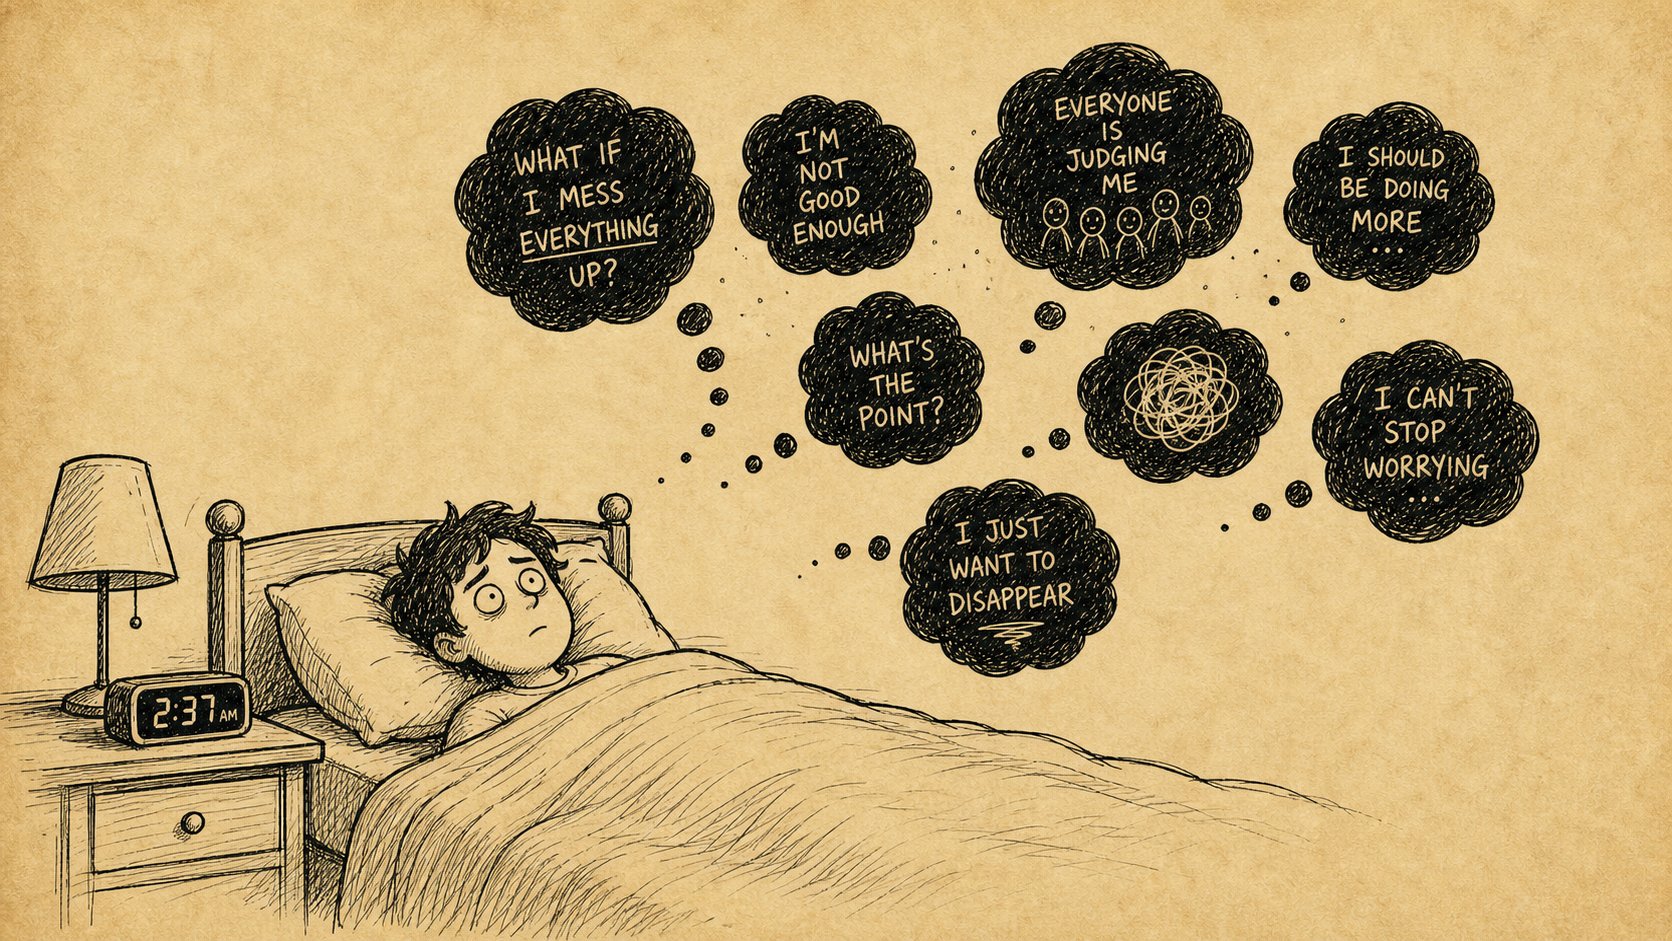 WHAT IF
I MESS
EVERYTHING
UP?
I'M
NOT
GOOD
ENOUGH
EVERYONE
IS
JUDGING
ME
I SHOULD
BE DOING
MORE
...
WHAT'S
THE
POINT?
I CAN'T
STOP
WORRYING
...
I JUST
WANT TO
DISAPPEAR
2:37 AM